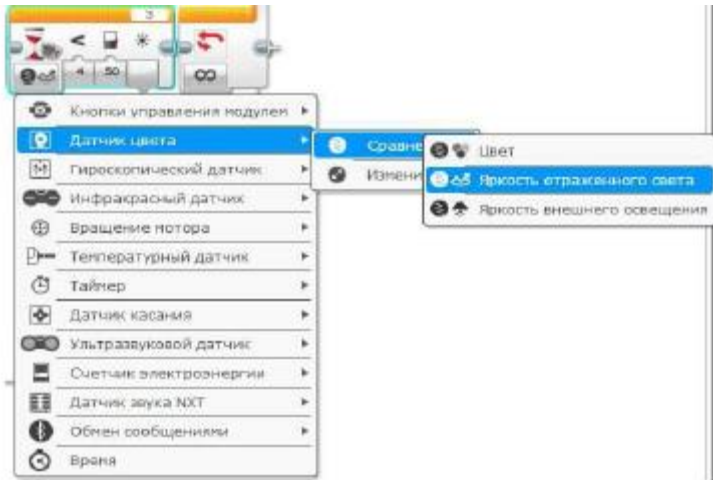 3
< 
4 50
Кнопки управления модулем
Датчик цвета
Гироскопический датчик
Инфракрасный датчик
Вращение мотора
Температурный датчик
Таймер
Датчик касания
Ультразвуковой датчик
Счетчик электроэнергии
Датчик звука NXT
Обмен сообщениями
Время
Сравне
Измени
Цвет
Яркость отраженного света
Яркость внешнего освещения